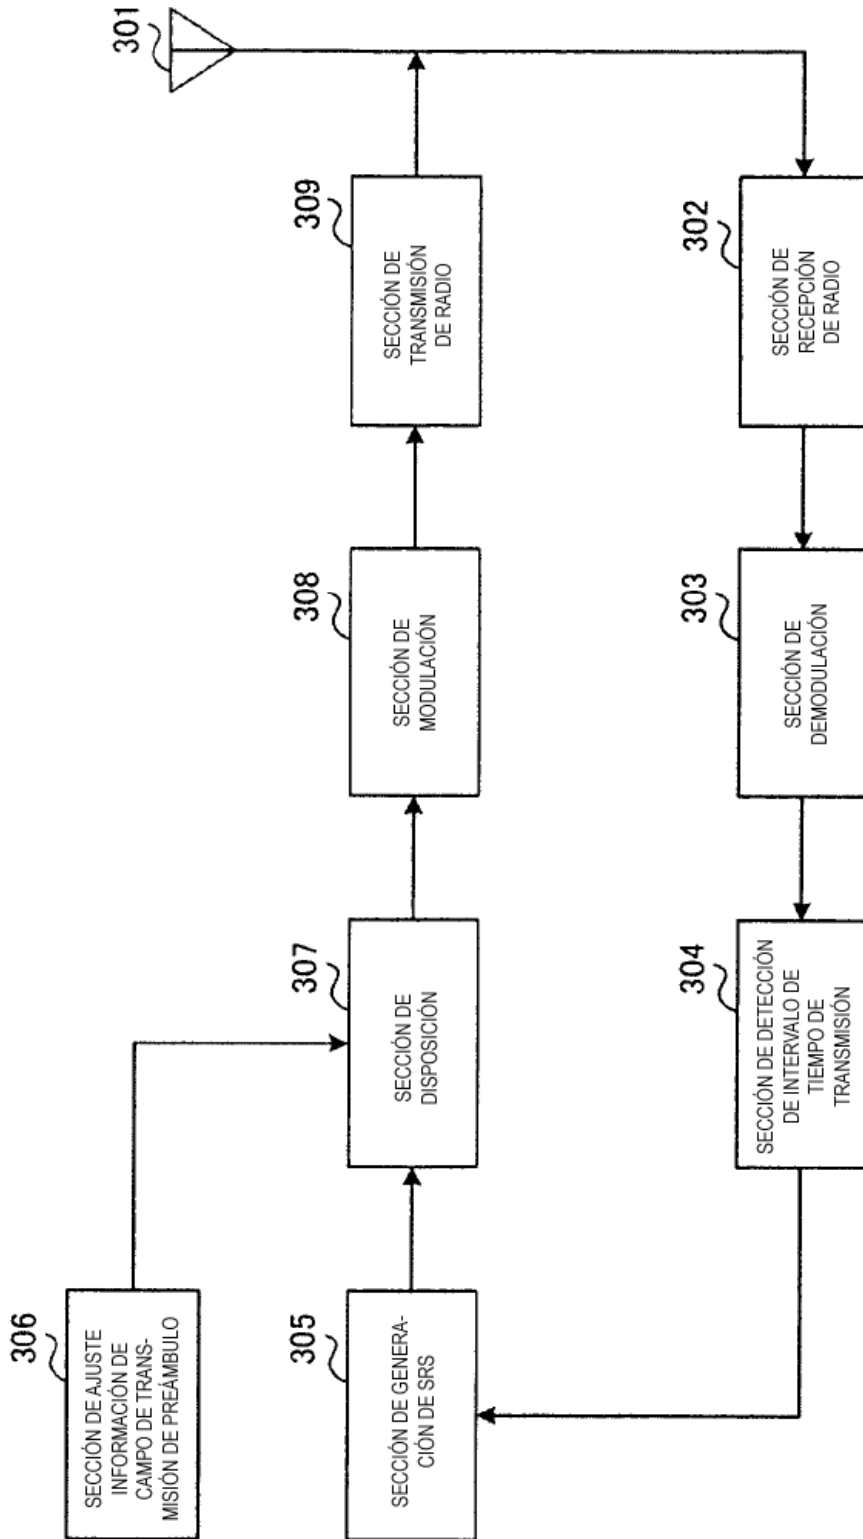 306
SECCIÓN DE AJUSTE
INFORMACIÓN DE
CAMPO DE TRANS-
MISIÓN DE PREÁMBULO
305
SECCIÓN DE GENERA-
CIÓN DE SRS
307
SECCIÓN DE
DISPOSICIÓN
308
SECCIÓN DE
MODULACIÓN
309
SECCIÓN DE
TRANSMISIÓN
DE RADIO
301
304
SECCIÓN DE DETECCIÓN
DE INTERVALO DE
TIEMPO DE
TRANSMISIÓN
303
SECCIÓN DE
DEMODULACIÓN
302
SECCIÓN DE
RECEPCIÓN
DE RADIO